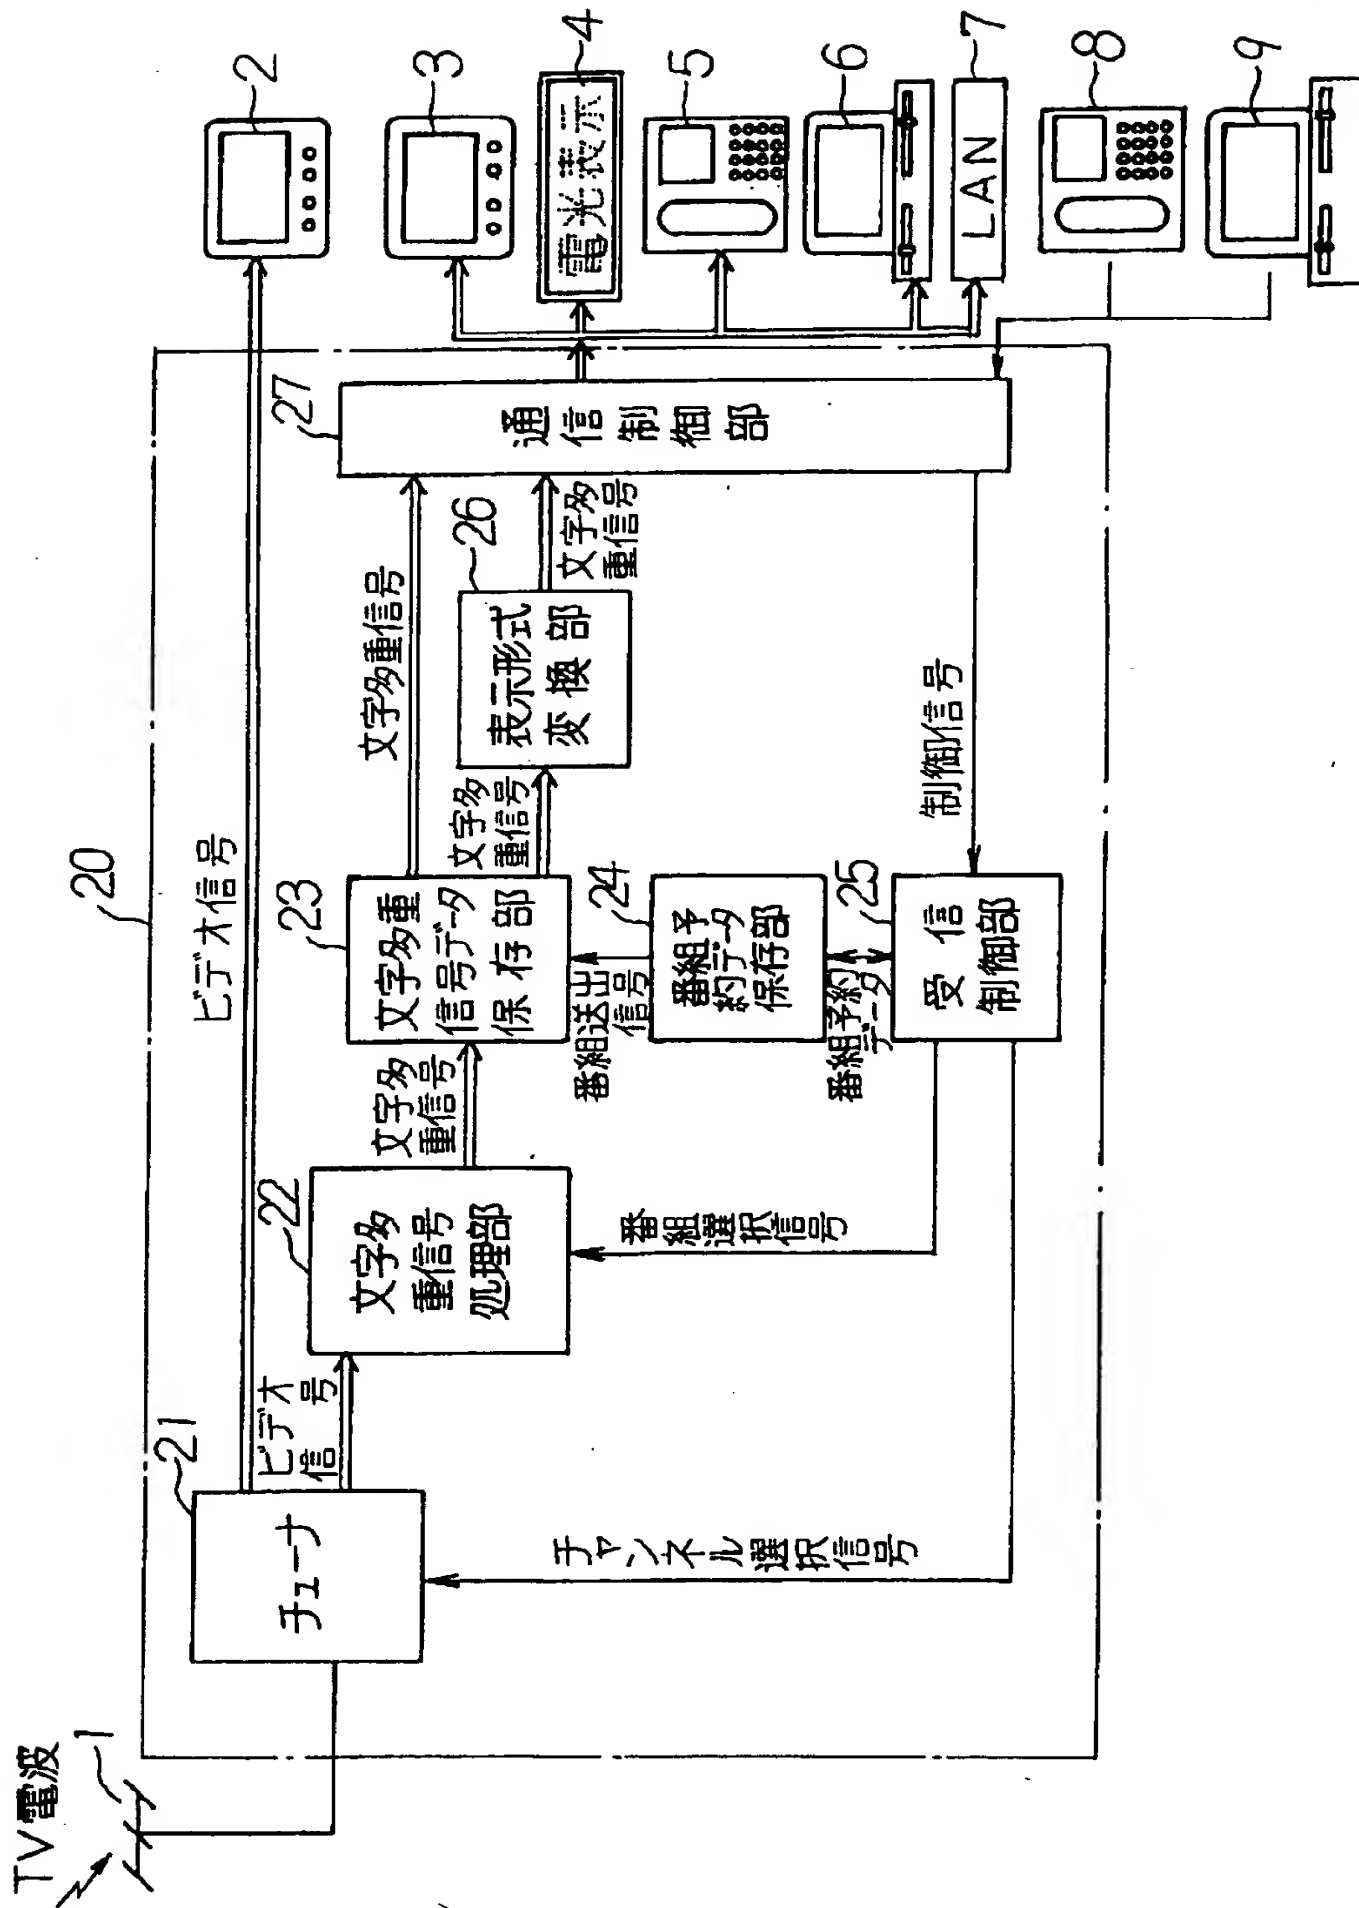 TV電波
1
20
21
チューナ
ビデオ信号
ビデオ
信号
22
文字多
重信号
処理部
文字多
重信号
23
文字多重
信号データ
保存部
文字多重信号
文字多
重信号
26
表示形式
変換部
文字多
重信号
27
通信制御部
番組送出
信号
24
番組予
約データ
保存部
番組予約
データ
25
受信
制御部
制御信号
番組選択信号
チャンネル選択信号
2
3
4
電光表示
5
6
7
LAN
8
9